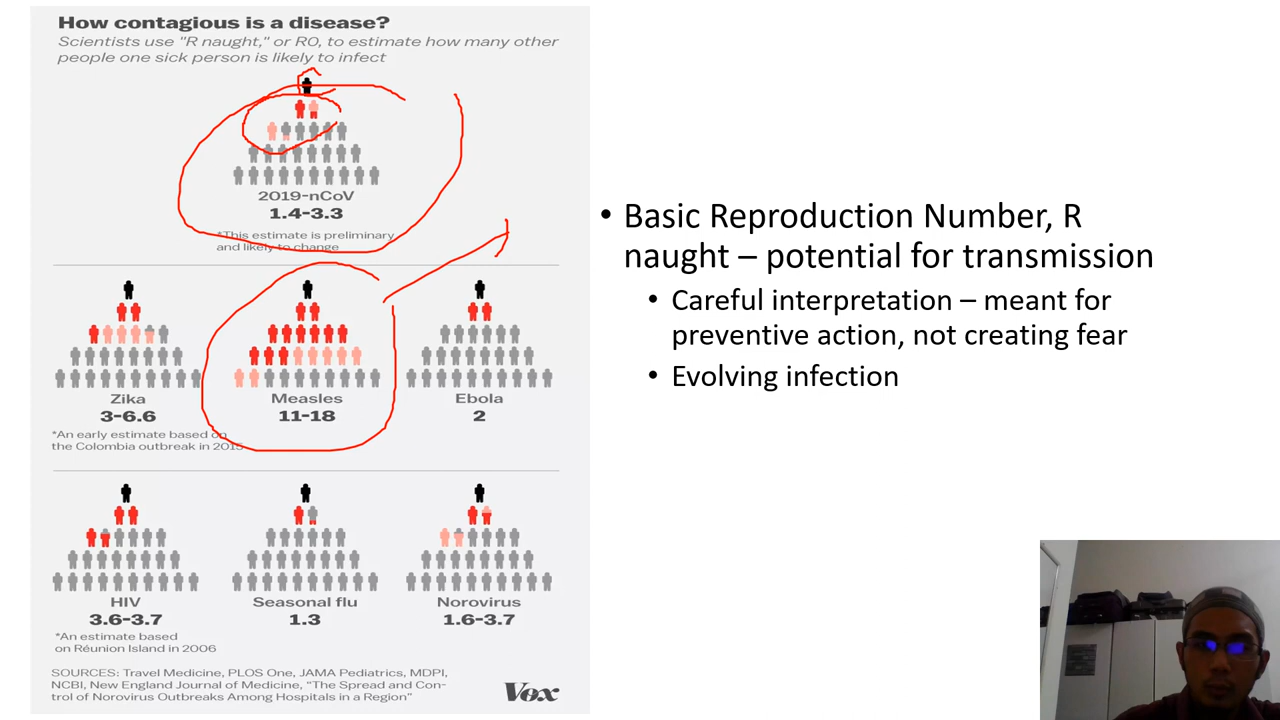 How contagious is a disease?
Scientists use "R naught," or R0, to estimate how many other
people one sick person is likely to infect
2019-nCoV
1.4-3.3
*This estimate is preliminary
and likely to change
Zika
3-6.6
*An early estimate based on
the Colombia outbreak in 2015
Measles
11-18
Ebola
2
HIV
3.6-3.7
*An estimate based
on Réunion Island in 2006
Seasonal flu
1.3
Norovirus
1.6-3.7
SOURCES: Travel Medicine, PLOS One, JAMA Pediatrics, MDPI,
NCBI, New England Journal of Medicine, "The Spread and Con-
trol of Norovirus Outbreaks Among Hospitals in a Region"
Vox
• Basic Reproduction Number, R
naught – potential for transmission
• Careful interpretation – meant for
preventive action, not creating fear
• Evolving infection